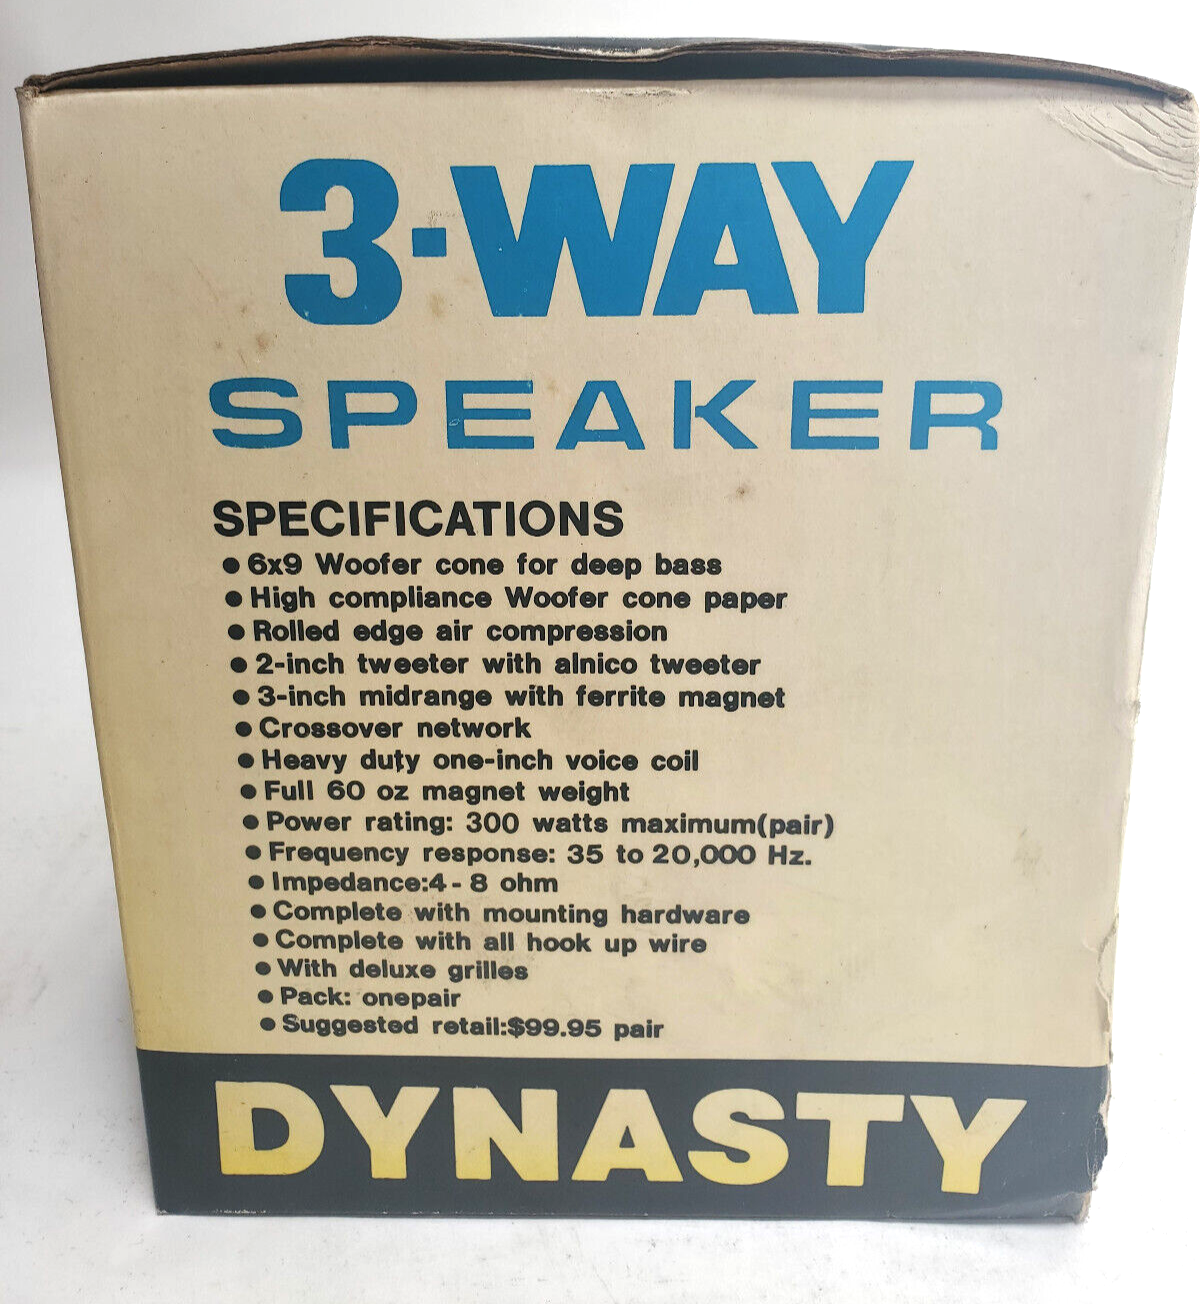 3-WAY
SPEAKER
SPECIFICATIONS
● 6x9 Woofer cone for deep bass
● High compliance Woofer cone paper
● Rolled edge air compression
● 2-inch tweeter with alnico tweeter
● 3-inch midrange with ferrite magnet
● Crossover network
● Heavy duty one-inch voice coil
● Full 60 oz magnet weight
● Power rating: 300 watts maximum(pair)
● Frequency response: 35 to 20,000 Hz.
● Impedance:4-8 ohm
● Complete with mounting hardware
● Complete with all hook up wire
● With deluxe grilles
● Pack: onepair
● Suggested retail:$99.95 pair
DYNASTY